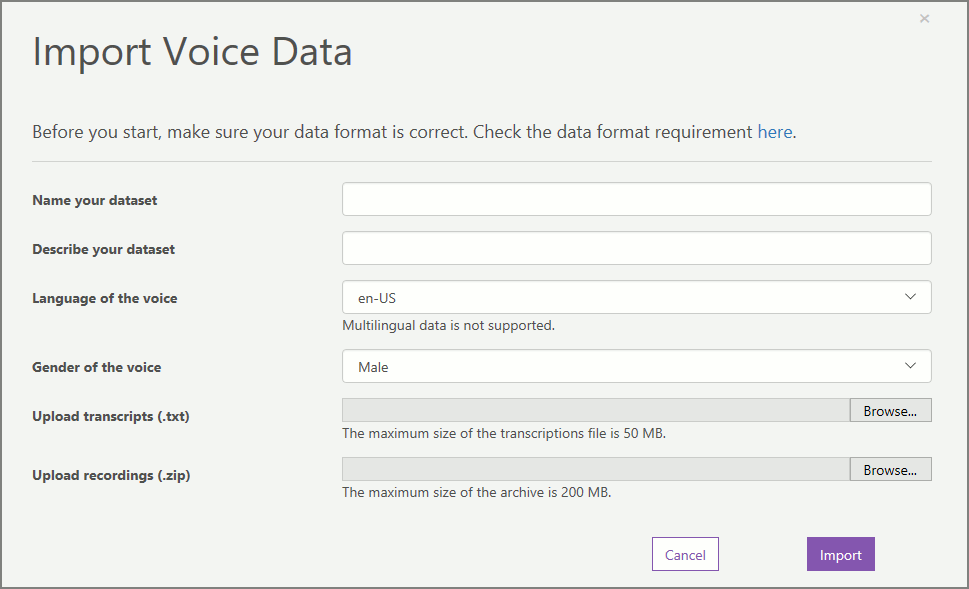 ×
Import Voice Data
Before you start, make sure your data format is correct. Check the data format requirement here.
Name your dataset
Describe your dataset
Language of the voice
en-US
Multilingual data is not supported.
Gender of the voice
Male
Upload transcripts (.txt)
Browse...
The maximum size of the transcriptions file is 50 MB.
Upload recordings (.zip)
Browse...
The maximum size of the archive is 200 MB.
Cancel
Import